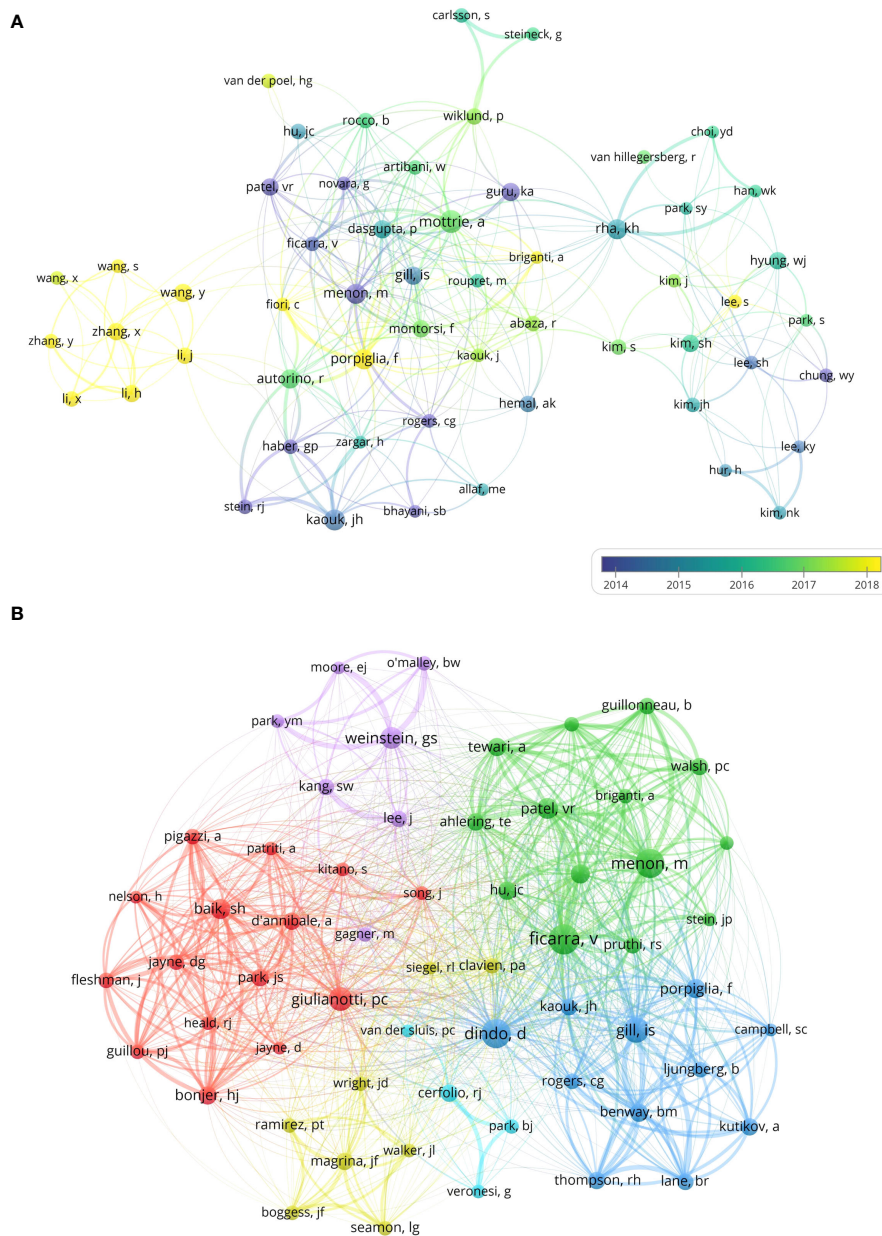 A
carlsson, s
steineck, g
van der poel, hg
hu, jc
rocco, b
wiklund, p
choi, yd
van hillegersberg, r
artibani, w
patel, vr
novara, g
guru, ka
han, wk
park, sy
mottrie, a
dasgupta, p
rha, kh
ficarra, v
briganti, a
hyung, wj
wang, s
wang, x
wang, y
gill, is
roupret, m
kim, j
menon, m
fiori, c
lee, s
zhang, x
zhang, y
montorsi, f
abaza, r
park, s
li, j
porpiglia, f
kaouk, j
kim, s
kim, sh
lee, sh
autorino, r
chung, wy
li, x
li, h
hemal, ak
kim, jh
rogers, cg
haber, gp
zargar, h
lee, ky
hur, h
allaf, me
stein, rj
kaouk, jh
bhayani, sb
kim, nk
2014 2015 2016 2017 2018
B
moore, ej
o'malley, bw
guillonneau, b
park, ym
weinstein, gs
tewari, a
walsh, pc
kang, sw
briganti, a
lee, j
ahlering, te
patel, vr
pigazzi, a
patriti, a
kitano, s
menon, m
nelson, h
baik, sh
song, j
hu, jc
d'annibale, a
stein, jp
gagner, m
ficarra, v
pruthi, rs
jayne, dg
siegel, rl
clavien, pa
fleshman, j
park, js
porpiglia, f
giulianotti, pc
kaouk, jh
heald, rj
van der sluis, pc
dindo, d
gill, is
campbell, sc
guillou, pj
jayne, d
ljungberg, b
wright, jd
cerfolio, rj
rogers, cg
bonjer, hj
benway, bm
ramirez, pt
park, bj
kutikov, a
walker, jl
magrina, jf
thompson, rh
lane, br
veronesi, g
boggess, jf
seamon, lg